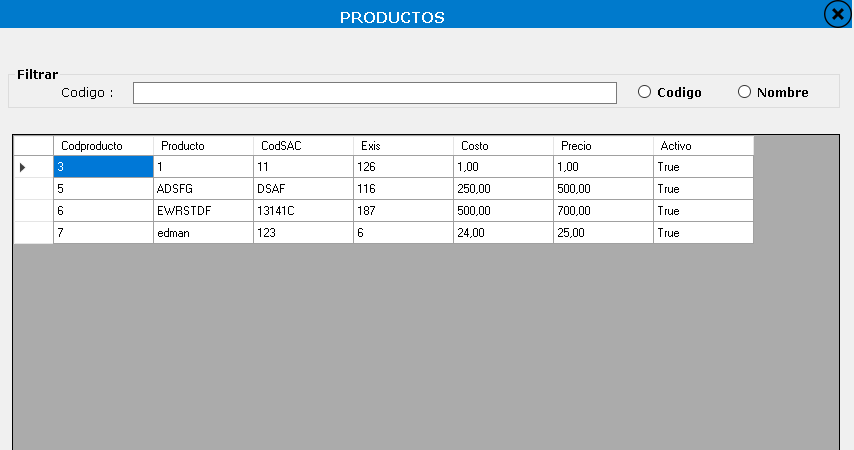 PRODUCTOS
Filtrar
Codigo : Codigo Nombre
Codproducto Producto CodSAC Exis Costo Precio Activo
3 1 11 126 1,00 1,00 True
5 ADSFG DSAF 116 250,00 500,00 True
6 EWRSTDF 13141C 187 500,00 700,00 True
7 edman 123 6 24,00 25,00 True